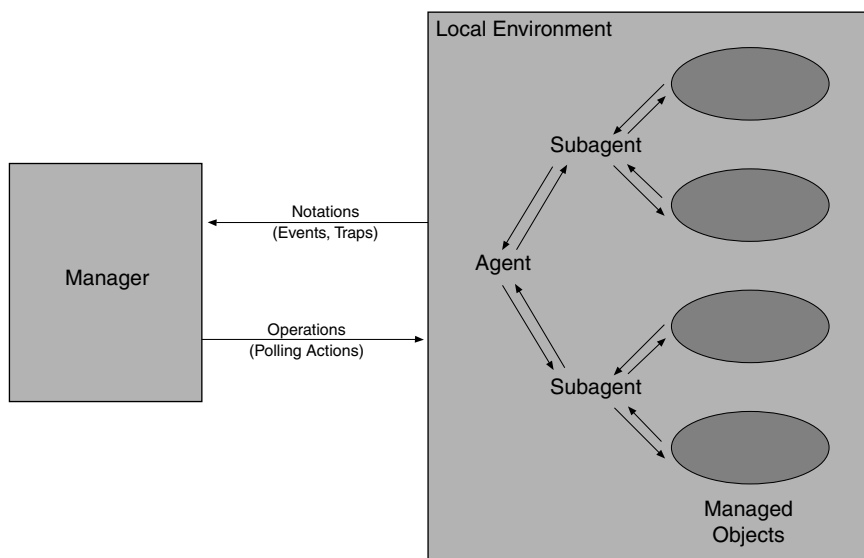 Local Environment
Subagent
Notations
(Events, Traps)
Manager
Agent
Operations
(Polling Actions)
Subagent
Managed
Objects